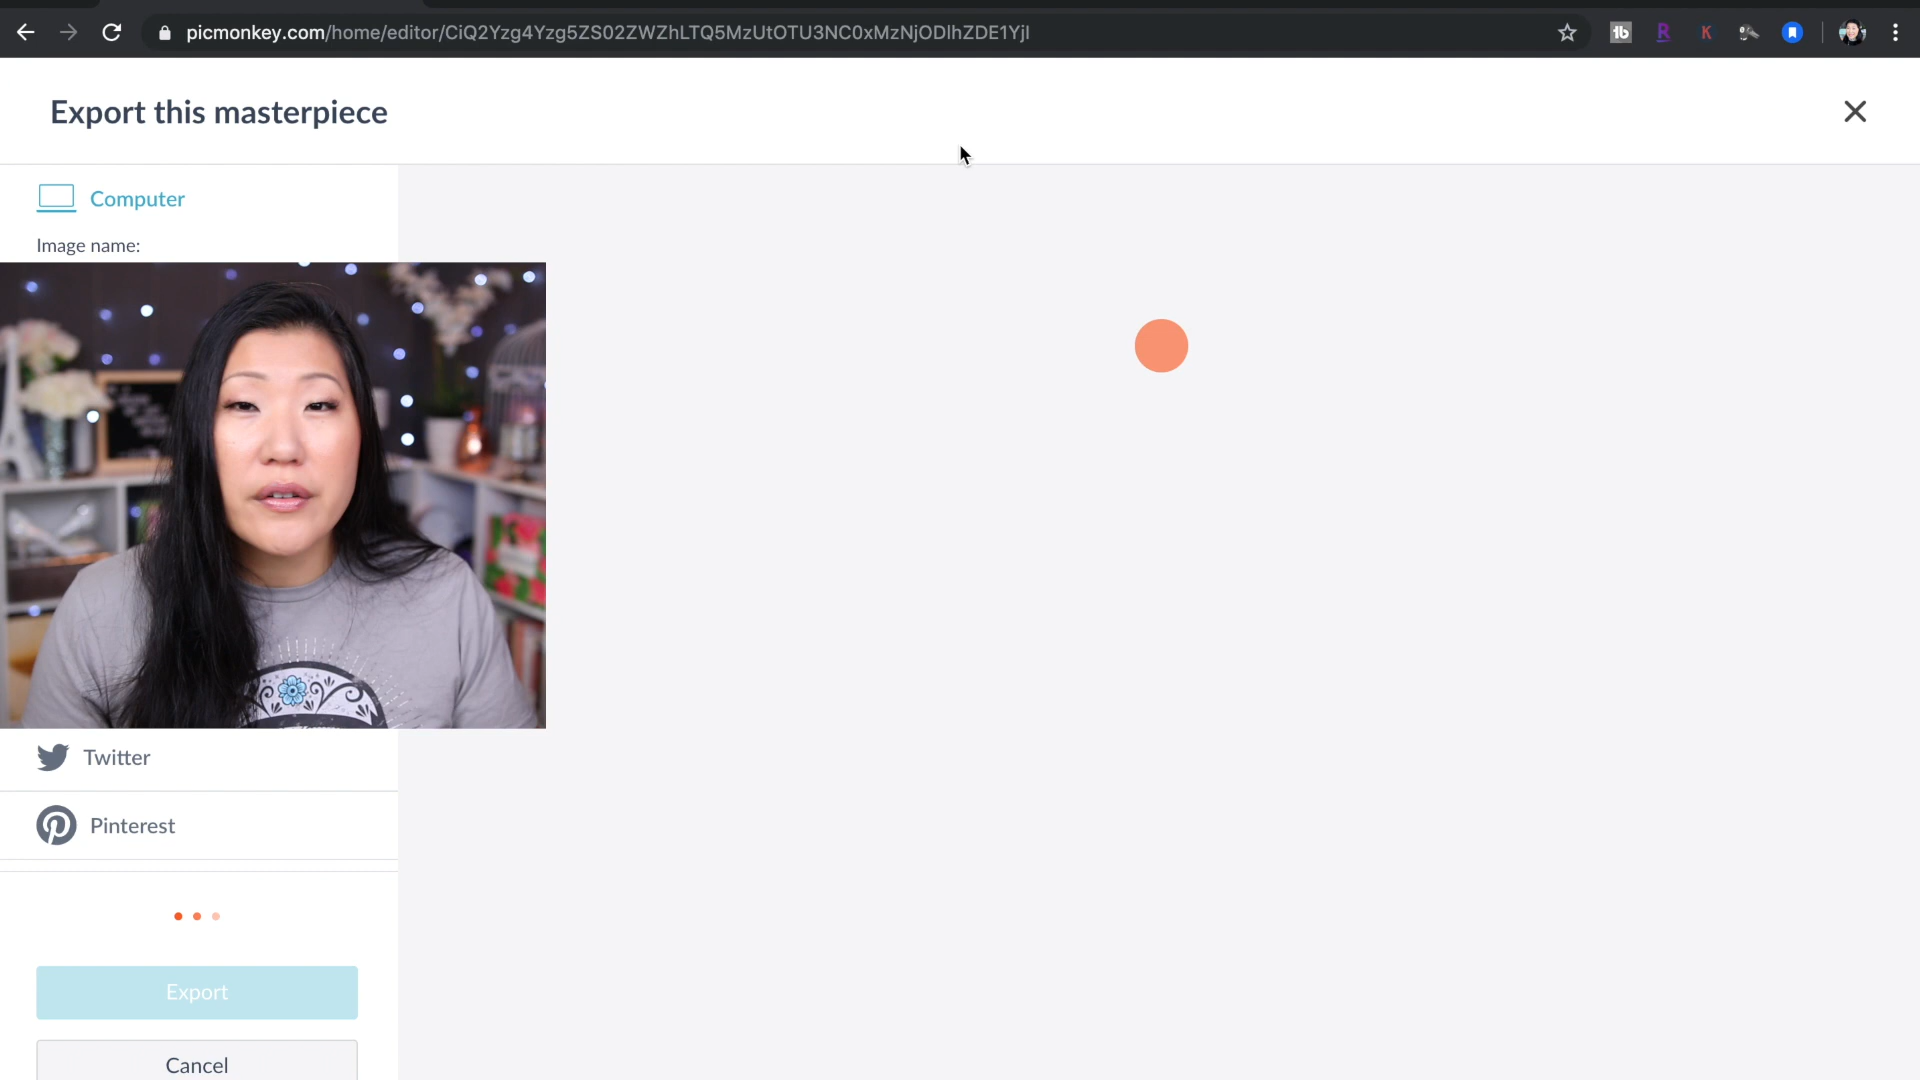 picmonkey.com/home/editor/CiQ2Yzg4Yzg5ZS02ZWZhLTQ5MzUtOTU3NC0xMzNjODlhZDE1YjI
Export this masterpiece
Computer
Image name:
Twitter
Pinterest
Export
Cancel